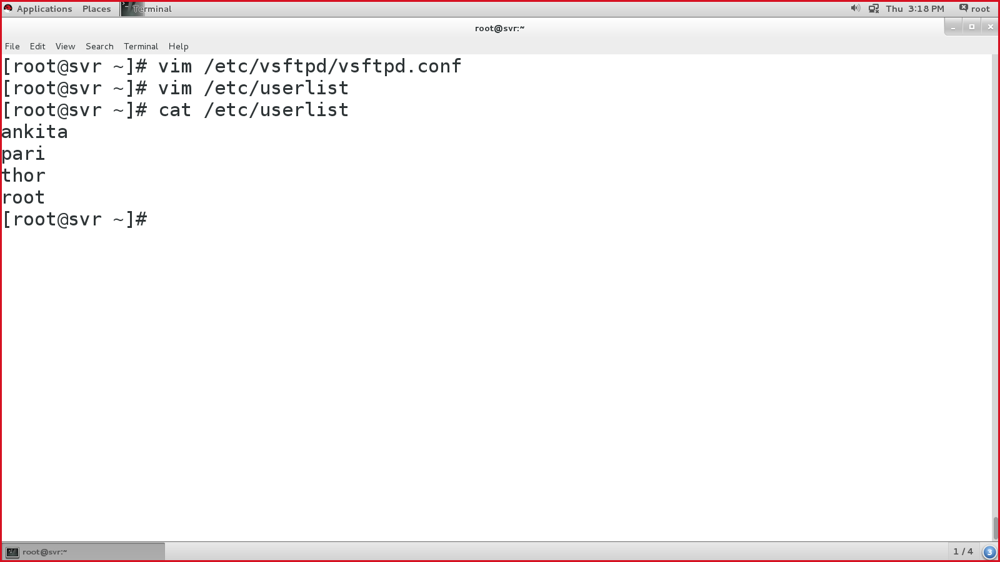 Applications Places Terminal Thu 3:18 PM root
root@svr:~
File Edit View Search Terminal Help
[root@svr ~]# vim /etc/vsftpd/vsftpd.conf
[root@svr ~]# vim /etc/userlist
[root@svr ~]# cat /etc/userlist
ankita
pari
thor
root
[root@svr ~]#
root@svr:~ 1 / 4 3